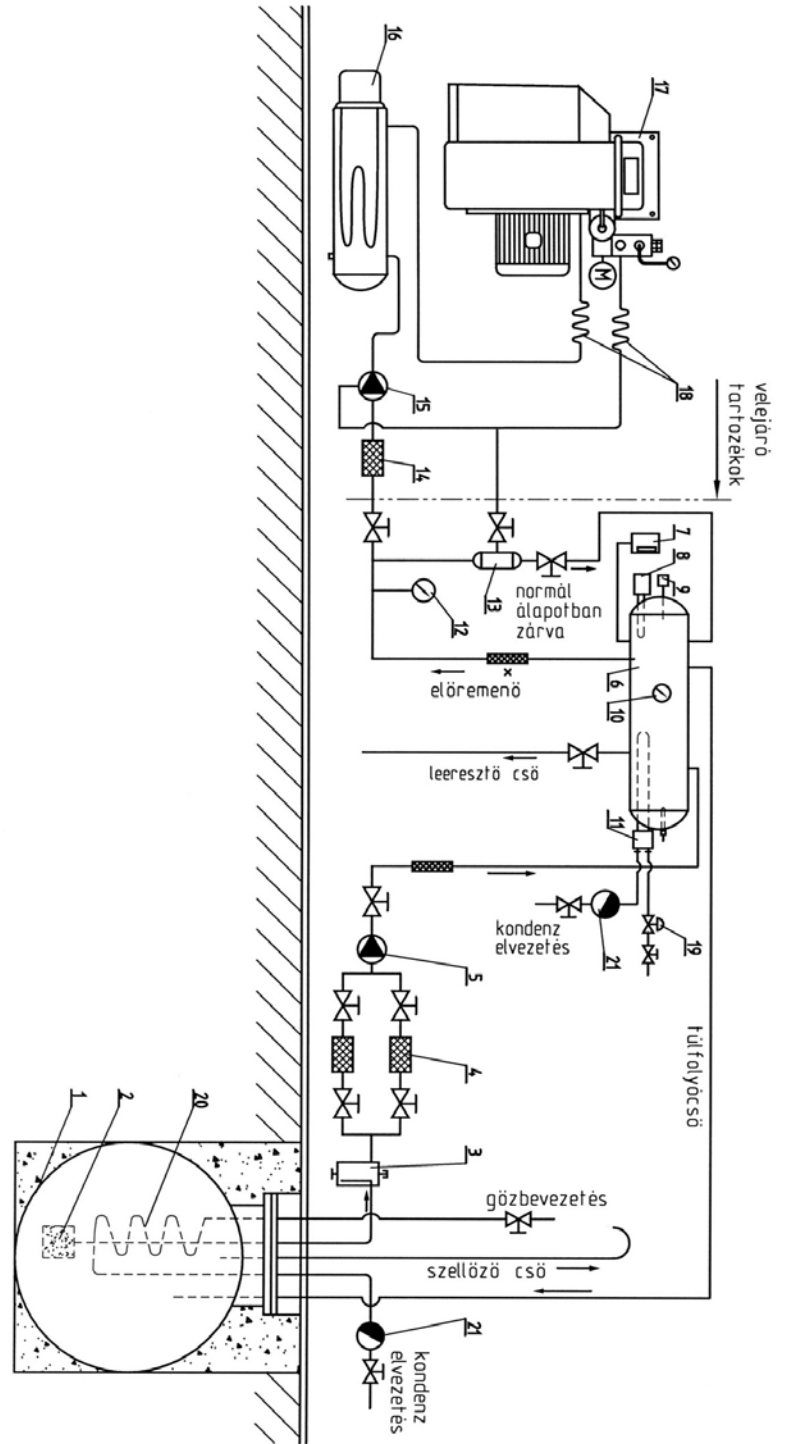 16
17
M
18
velejáró
tartozékok
15
14
7
8
9
13
normál
álapotban
zárva
12
x
elöremenö
6
10
leeresztö csö
11
kondenz
elvezetés
21
19
5
4
túlfolyócsö
3
1
2
20
gözbevezetés
szellözö csö
21
kondenz
elvezetés